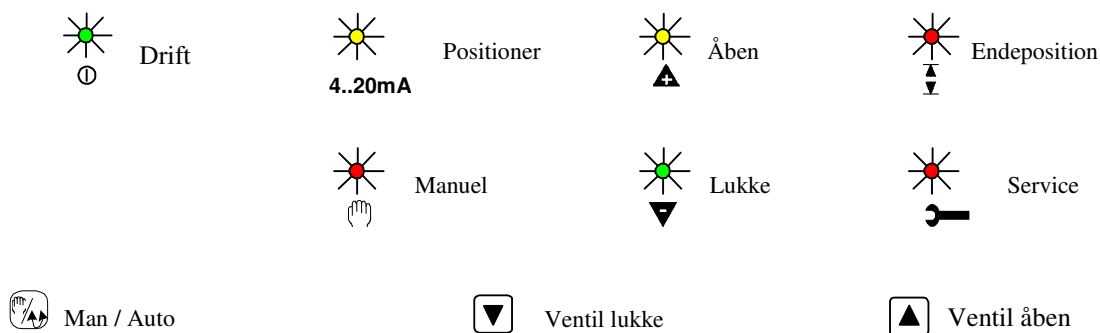 Drift
Positioner
Åben
Endeposition
4..20mA
Manuel
Lukke
Service
Man / Auto
Ventil lukke
Ventil åben